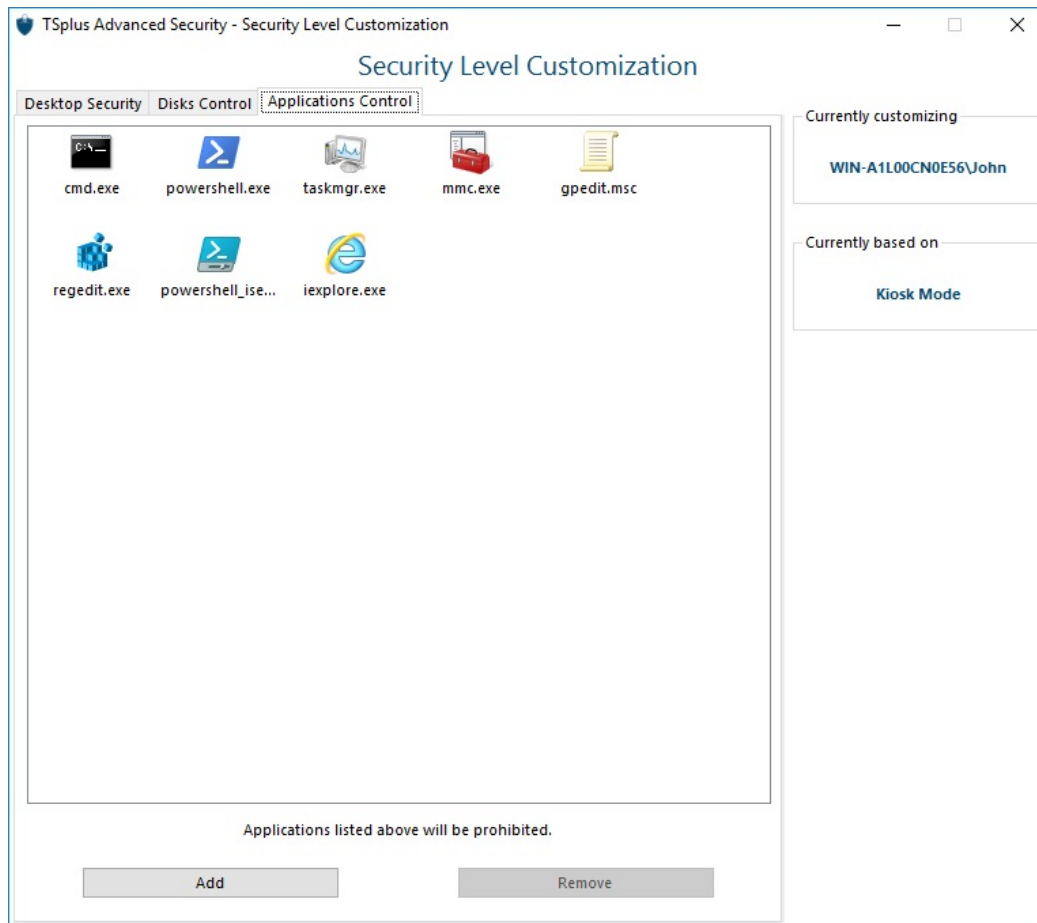 TSplus Advanced Security - Security Level Customization
Security Level Customization
Desktop Security Disks Control Applications Control
cmd.exe powershell.exe taskmgr.exe mmc.exe gpedit.msc
regedit.exe powershell_ise... iexplore.exe
Applications listed above will be prohibited.
Add Remove
Currently customizing
WIN-A1L00CN0E56\John
Currently based on
Kiosk Mode